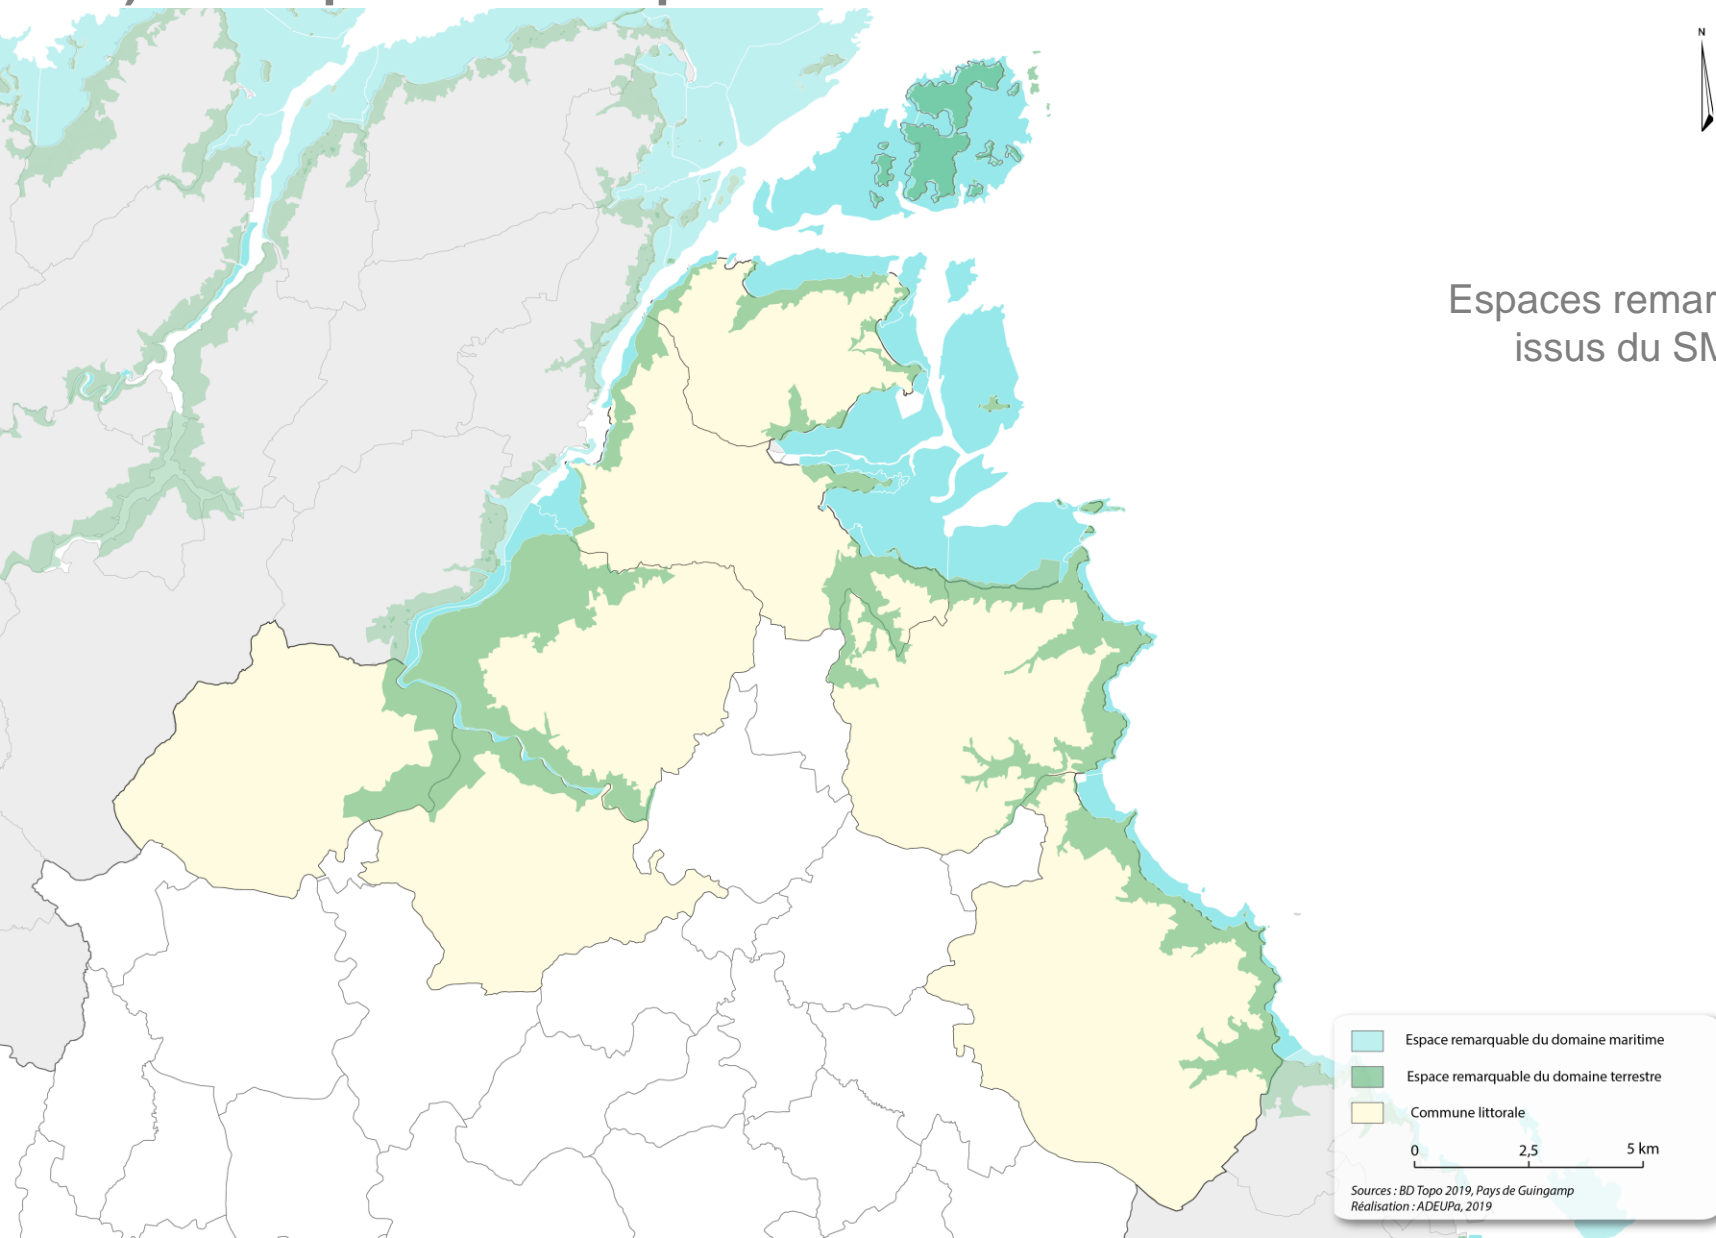 N
Espaces remar
issus du SM
Espace remarquable du domaine maritime
Espace remarquable du domaine terrestre
Commune littorale
0 2,5 5 km
Sources : BD Topo 2019, Pays de Guingamp
Réalisation : ADEUPa, 2019